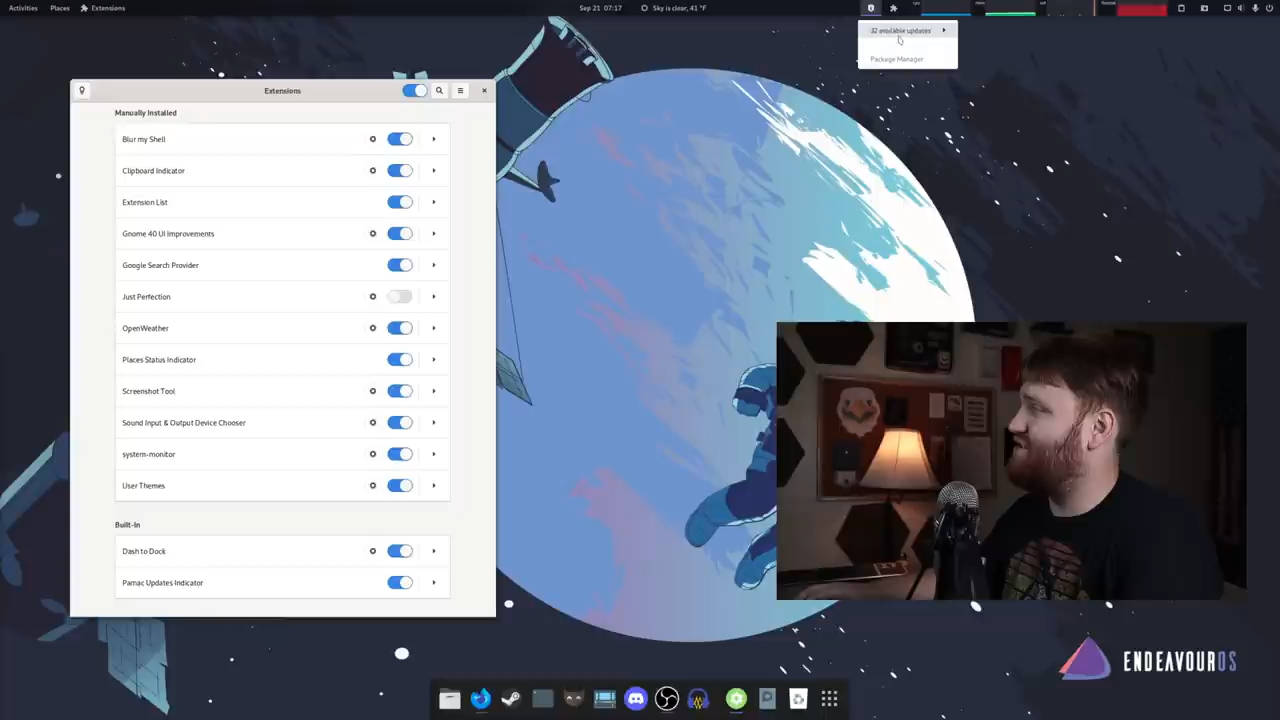 Activities Places Extensions Sep 21 07:17 Sky is clear, 41 °F
32 available updates
Package Manager
Extensions
Manually Installed
Blur my Shell
Clipboard Indicator
Extension List
Gnome 40 UI Improvements
Google Search Provider
Just Perfection
OpenWeather
Places Status Indicator
Screenshot Tool
Sound Input & Output Device Chooser
system-monitor
User Themes
Built-In
Dash to Dock
Pamac Updates Indicator
ENDEAVOUROS